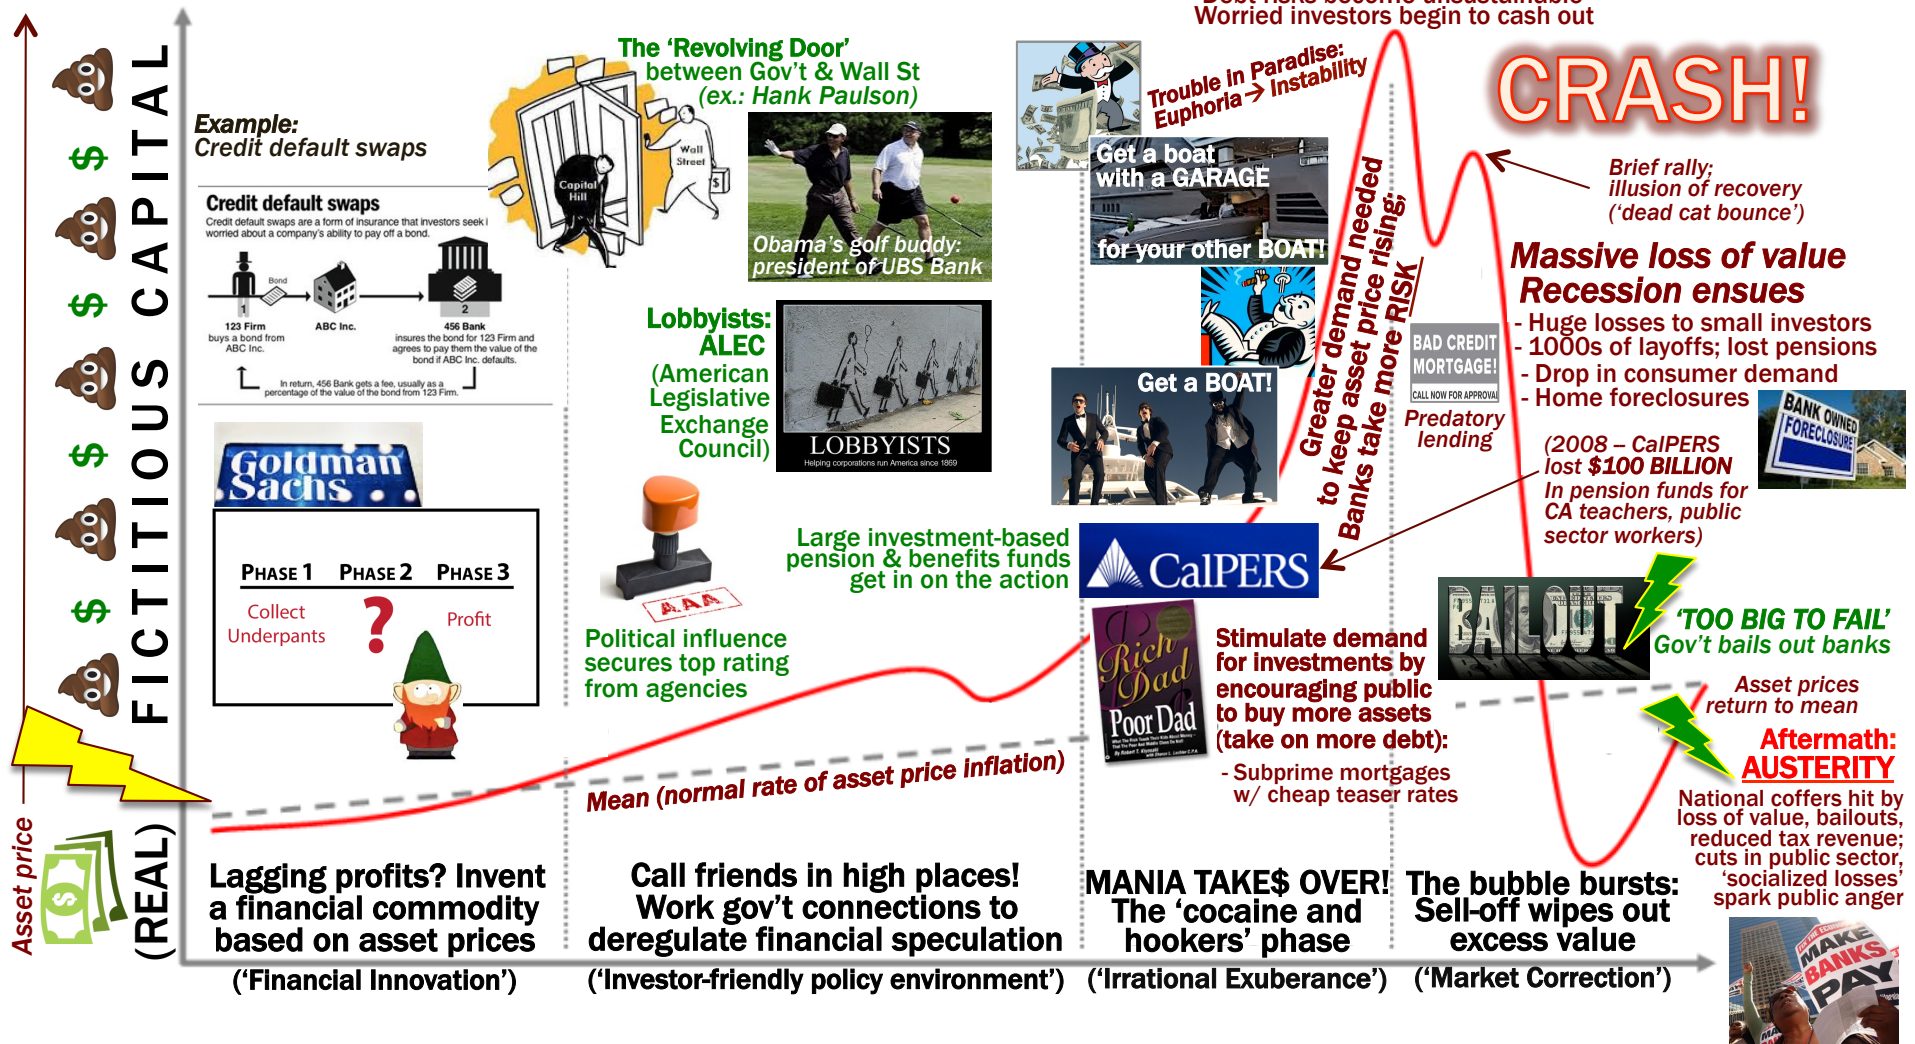 Debt risks become unsustainable
Worried investors begin to cash out
CRASH!
FICTITIOUS CAPITAL
(REAL)
Asset price
Example:
Credit default swaps
Credit default swaps
Credit default swaps are a form of insurance that investors seek i
worried about a company's ability to pay off a bond.
Bond
1
2
123 Firm
buys a bond from
ABC Inc.
ABC Inc.
456 Bank
insures the bond for 123 Firm and
agrees to pay them the value of the
bond if ABC Inc. defaults.
In return, 456 Bank gets a fee, usually as a
percentage of the value of the bond from 123 Firm.
Goldman
Sachs
PHASE 1 PHASE 2 PHASE 3
Collect
Underpants
?
Profit
The 'Revolving Door'
between Gov't & Wall St
(ex.: Hank Paulson)
Wall
Street
$
Capital
Hill
Obama's golf buddy:
president of UBS Bank
Lobbyists:
ALEC
(American
Legislative
Exchange
Council)
LOBBYISTS
Helping corporations run America since 1869
AAA
Political influence
secures top rating
from agencies
Large investment-based
pension & benefits funds
get in on the action
CalPERS
Mean (normal rate of asset price inflation)
Trouble in Paradise:
Euphoria → Instability
Get a boat
with a GARAGE
for your other BOAT!
Get a BOAT!
Greater demand needed
to keep asset price rising;
Banks take more RISK
Rich
Dad
Poor Dad
Stimulate demand
for investments by
encouraging public
to buy more assets
(take on more debt):
- Subprime mortgages
w/ cheap teaser rates
BAD CREDIT
MORTGAGE!
CALL NOW FOR APPROVAL
Predatory
lending
Brief rally;
illusion of recovery
('dead cat bounce')
Massive loss of value
Recession ensues
- Huge losses to small investors
- 1000s of layoffs; lost pensions
- Drop in consumer demand
- Home foreclosures
BANK OWNED
FORECLOSURE
(2008 – CalPERS
lost $100 BILLION
In pension funds for
CA teachers, public
sector workers)
BAILOUT
'TOO BIG TO FAIL'
Gov't bails out banks
Asset prices
return to mean
Aftermath:
AUSTERITY
National coffers hit by
loss of value, bailouts,
reduced tax revenue;
cuts in public sector,
'socialized losses'
spark public anger
MAKE
BANKS
PAY
Lagging profits? Invent
a financial commodity
based on asset prices
('Financial Innovation')
Call friends in high places!
Work gov't connections to
deregulate financial speculation
('Investor-friendly policy environment')
MANIA TAKE$ OVER!
The 'cocaine and
hookers' phase
('Irrational Exuberance')
The bubble bursts:
Sell-off wipes out
excess value
('Market Correction')